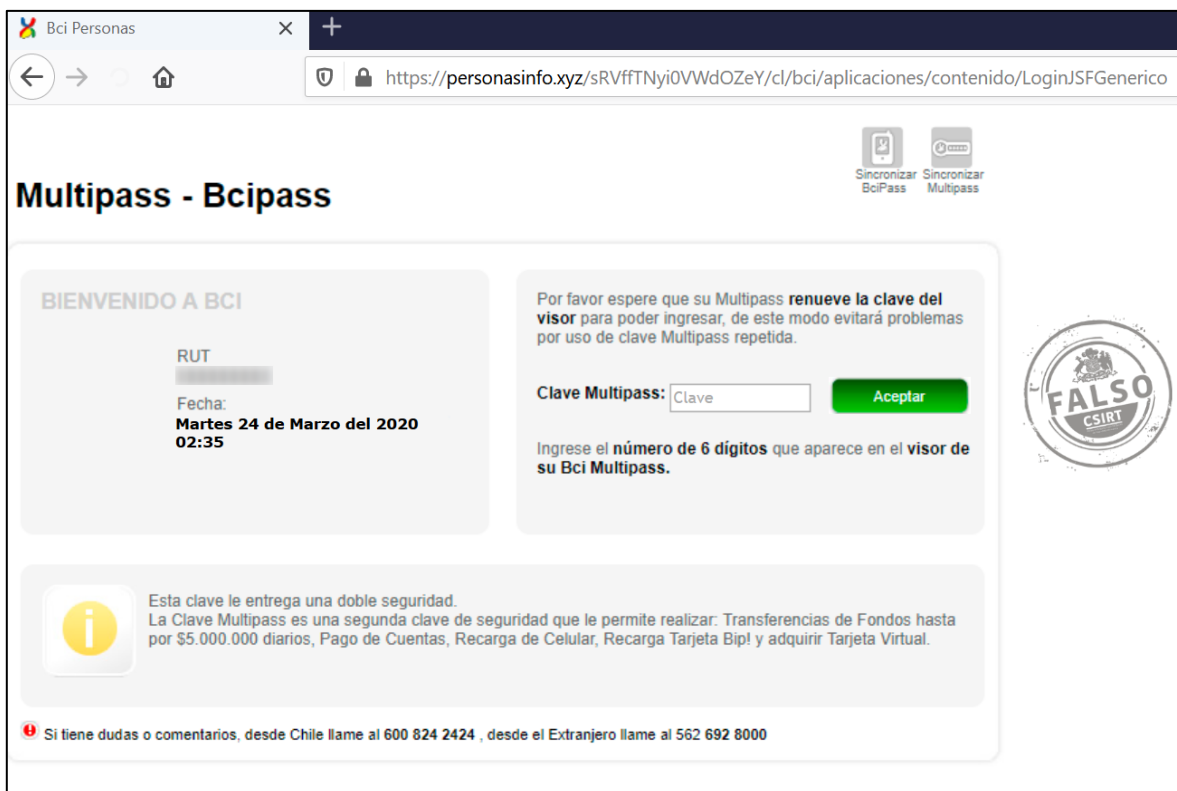 Bci Personas
https://personasinfo.xyz/sRVffTNyi0VWdOZeY/cl/bci/aplicaciones/contenido/LoginJSFGenerico
Sincronizar BciPass
Sincronizar Multipass
Multipass - Bcipass
BIENVENIDO A BCI
RUT
Fecha:
Martes 24 de Marzo del 2020
02:35
Por favor espere que su Multipass renueve la clave del
visor para poder ingresar, de este modo evitará problemas
por uso de clave Multipass repetida.
Clave Multipass: Clave Aceptar
Ingrese el número de 6 dígitos que aparece en el visor de
su Bci Multipass.
FALSO
CSIRT
Esta clave le entrega una doble seguridad.
La Clave Multipass es una segunda clave de seguridad que le permite realizar: Transferencias de Fondos hasta
por $5.000.000 diarios, Pago de Cuentas, Recarga de Celular, Recarga Tarjeta Bip! y adquirir Tarjeta Virtual.
Si tiene dudas o comentarios, desde Chile llame al 600 824 2424 , desde el Extranjero llame al 562 692 8000